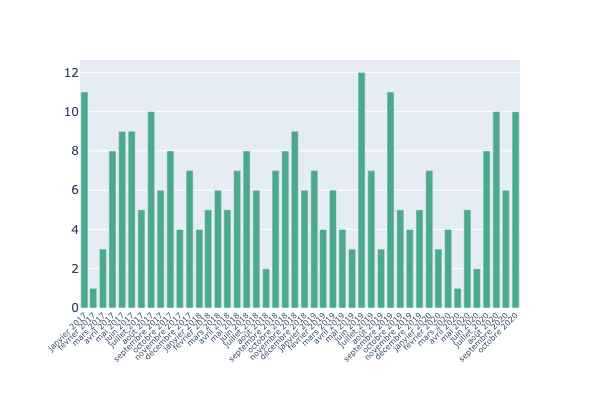 12
10
8
6
4
2
0
janvier 2017
février 2017
mars 2017
avril 2017
mai 2017
juin 2017
juillet 2017
août 2017
septembre 2017
octobre 2017
novembre 2017
décembre 2017
janvier 2018
février 2018
mars 2018
avril 2018
mai 2018
juin 2018
juillet 2018
août 2018
septembre 2018
octobre 2018
novembre 2018
décembre 2018
janvier 2019
février 2019
mars 2019
avril 2019
mai 2019
juin 2019
juillet 2019
août 2019
septembre 2019
octobre 2019
novembre 2019
décembre 2019
janvier 2020
février 2020
mars 2020
avril 2020
mai 2020
juin 2020
juillet 2020
août 2020
septembre 2020
octobre 2020